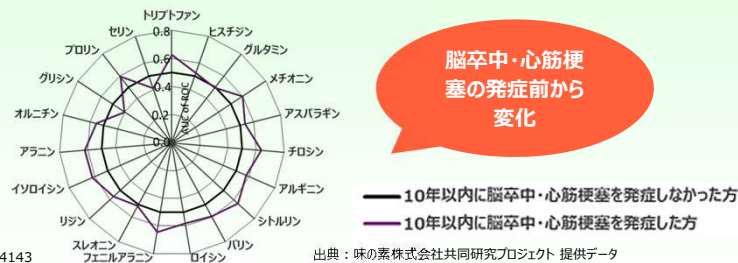 トリプトファン
ヒスチジン
グルタミン
メチオニン
アスパラギン
チロシン
アルギニン
シトルリン
バリン
ロイシン
フェニルアラニン
スレオニン
リジン
イソロイシン
アラニン
オルニチン
グリシン
プロリン
セリン
0.8
0.6
0.4
0.2
0.0
AUC of ROC
脳卒中・心筋梗
塞の発症前から
変化
10年以内に脳卒中・心筋梗塞を発症しなかった方
10年以内に脳卒中・心筋梗塞を発症した方
4143
出典：味の素株式会社共同研究プロジェクト 提供データ